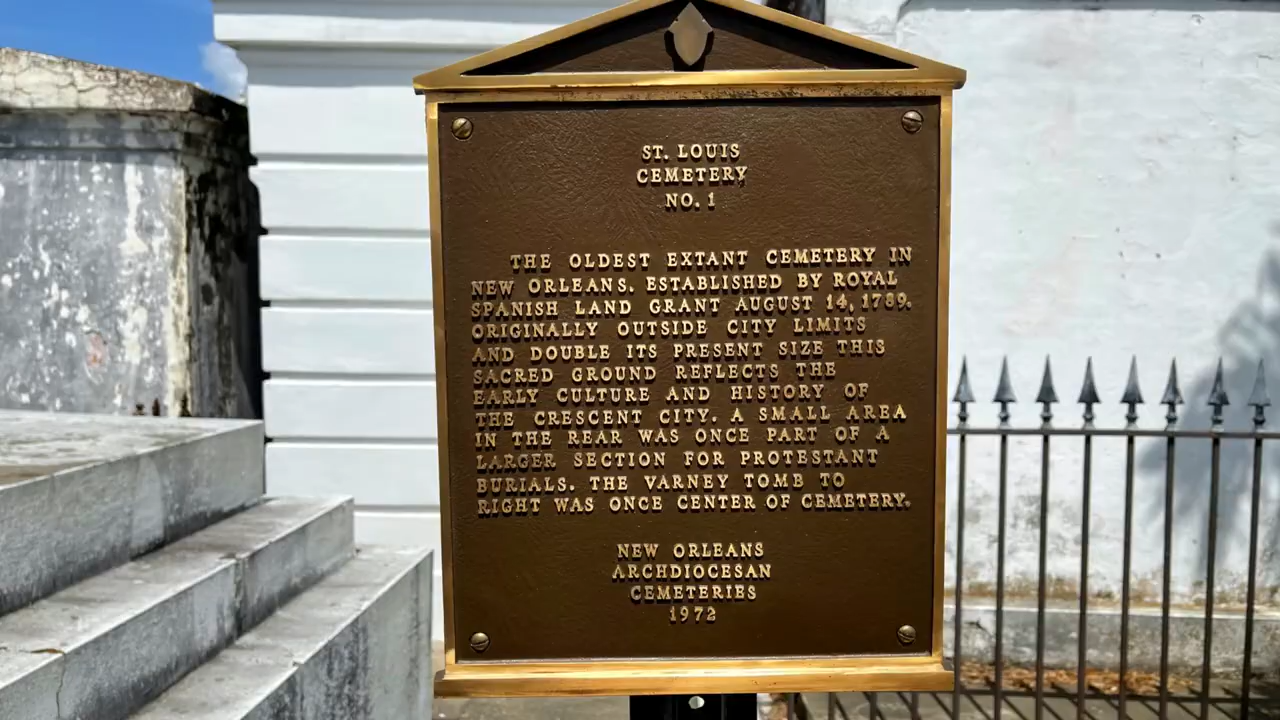 ST. LOUIS
CEMETERY
NO. 1
THE OLDEST EXTANT CEMETERY IN
NEW ORLEANS. ESTABLISHED BY ROYAL
SPANISH LAND GRANT AUGUST 14, 1789.
ORIGINALLY OUTSIDE CITY LIMITS
AND DOUBLE ITS PRESENT SIZE THIS
SACRED GROUND REFLECTS THE
EARLY CULTURE AND HISTORY OF
THE CRESCENT CITY. A SMALL AREA
IN THE REAR WAS ONCE PART OF A
LARGER SECTION FOR PROTESTANT
BURIALS. THE VARNEY TOMB TO
RIGHT WAS ONCE CENTER OF CEMETERY.
NEW ORLEANS
ARCHDIOCESAN
CEMETERIES
1972